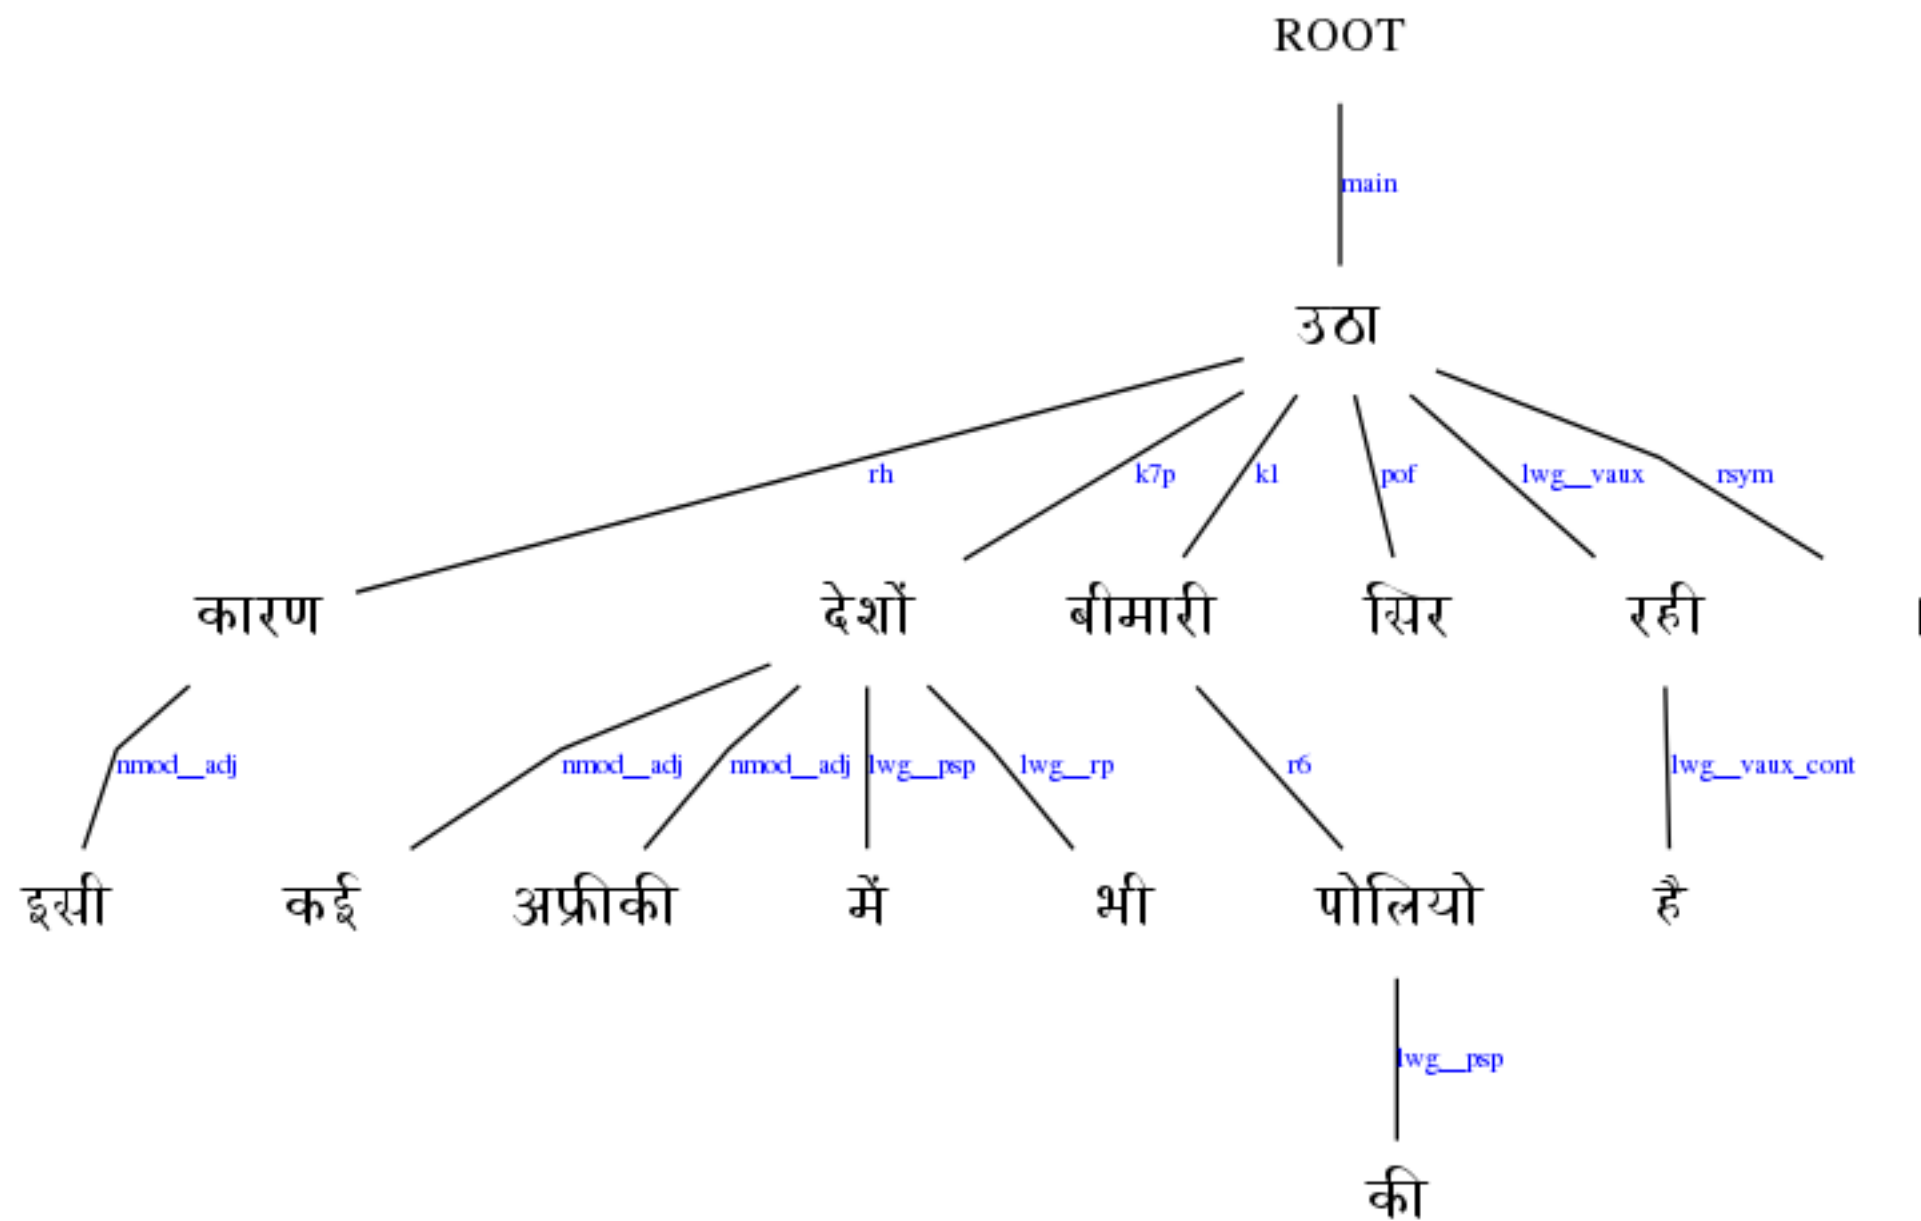 ROOT
main
उठा
rh k7p k1 pof lwg__vaux rsym
कारण देशों बीमारी सिर रही
nmod__adj nmod__adj nmod__adj lwg__psp lwg__rp r6 lwg__vaux_cont
इसी कई अफ्रीकी में भी पोलियो है
lwg__psp
की